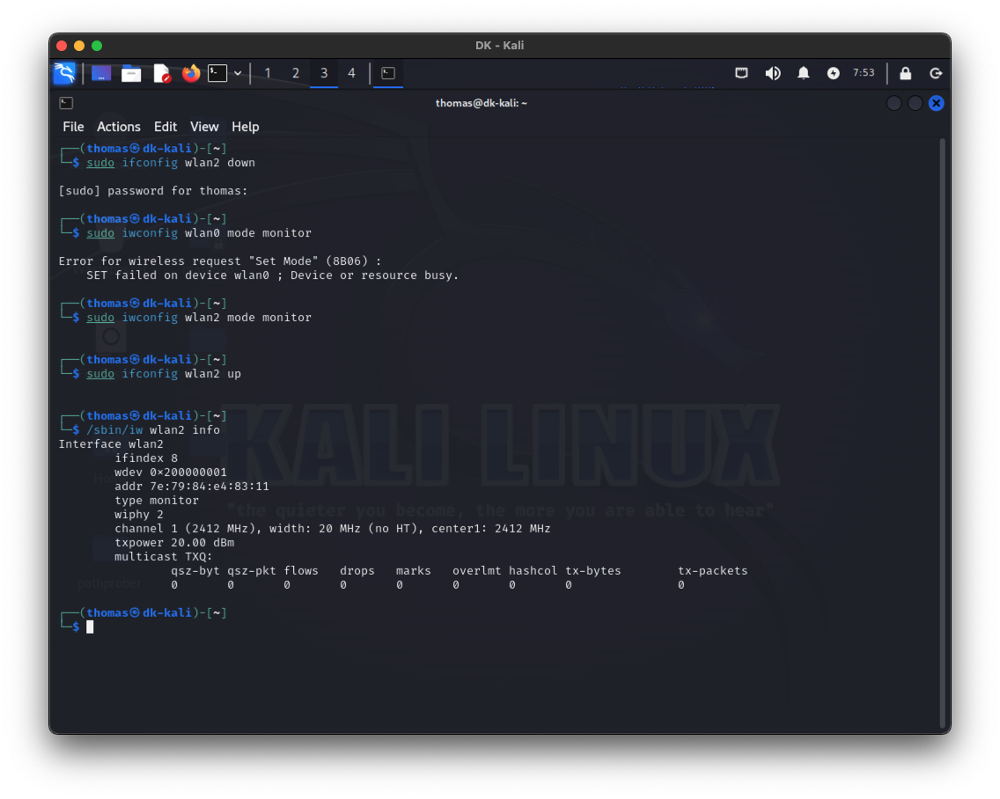 DK - Kali
1 2 3 4 7:53
thomas@dk-kali: ~
File Actions Edit View Help
┌──(thomas㉿dk-kali)-[~]
└─$ sudo ifconfig wlan2 down
[sudo] password for thomas:
┌──(thomas㉿dk-kali)-[~]
└─$ sudo iwconfig wlan0 mode monitor
Error for wireless request "Set Mode" (8B06) :
SET failed on device wlan0 ; Device or resource busy.
┌──(thomas㉿dk-kali)-[~]
└─$ sudo iwconfig wlan2 mode monitor
┌──(thomas㉿dk-kali)-[~]
└─$ sudo ifconfig wlan2 up
┌──(thomas㉿dk-kali)-[~]
└─$ /sbin/iw wlan2 info
Interface wlan2
ifindex 8
wdev 0×200000001
addr 7e:79:84:e4:83:11
type monitor
wiphy 2
channel 1 (2412 MHz), width: 20 MHz (no HT), center1: 2412 MHz
txpower 20.00 dBm
multicast TXQ:
qsz-byt qsz-pkt flows drops marks overlmt hashcol tx-bytes tx-packets
0 0 0 0 0 0 0 0 0
┌──(thomas㉿dk-kali)-[~]
└─$
KALI LINUX
"the quieter you become, the more you are able to hear"
pathprober